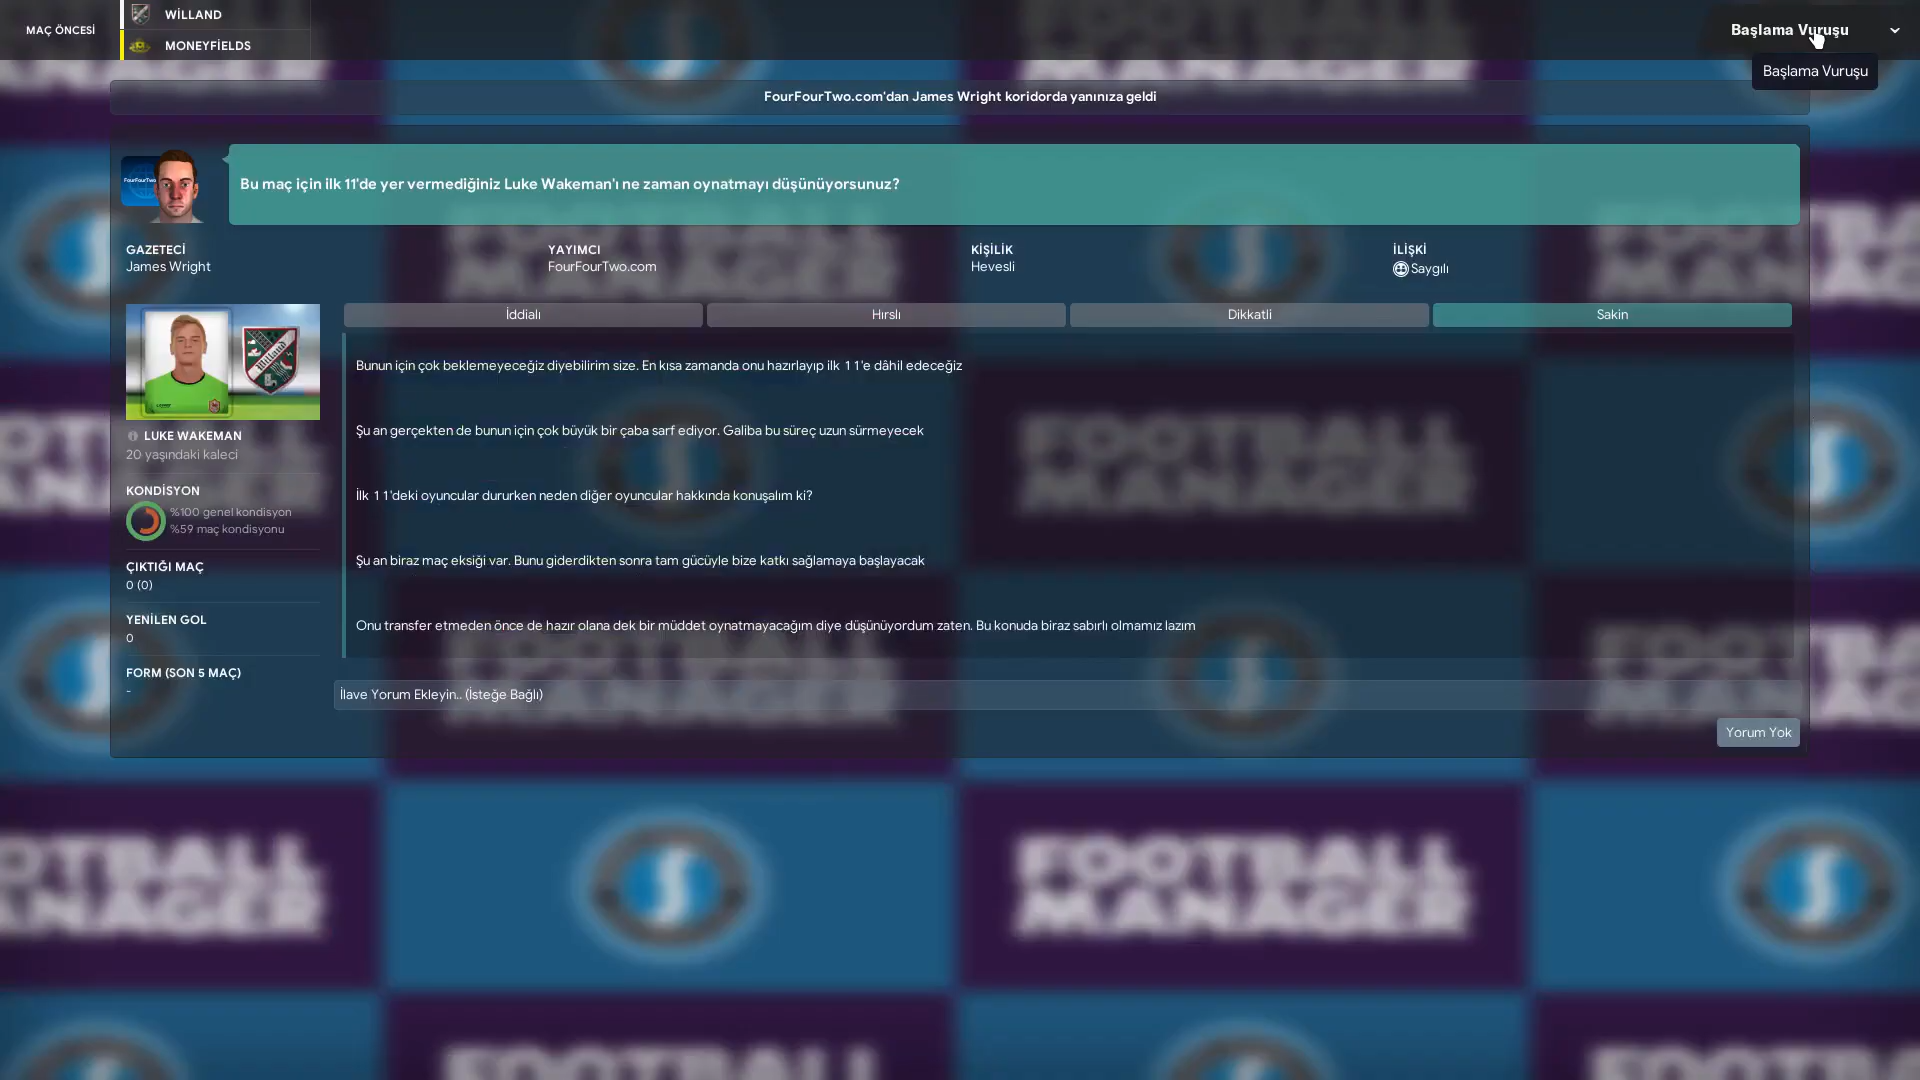 MAÇ ÖNCESİ
WİLLAND
MONEYFİELDS
Başlama Vuruşu
Başlama Vuruşu
FourFourTwo.com'dan James Wright koridorda yanınıza geldi
FourFourTwo
Bu maç için ilk 11'de yer vermediğiniz Luke Wakeman'ı ne zaman oynatmayı düşünüyorsunuz?
GAZETECİ
James Wright
YAYIMCI
FourFourTwo.com
KİŞİLİK
Hevesli
İLİŞKİ
Saygılı
İddialı
Hırslı
Dikkatli
Sakin
Willand
LUKE WAKEMAN
20 yaşındaki kaleci
KONDİSYON
%100 genel kondisyon
%59 maç kondisyonu
ÇIKTIĞI MAÇ
0 (0)
YENİLEN GOL
0
FORM (SON 5 MAÇ)
-
Bunun için çok beklemeyeceğiz diyebilirim size. En kısa zamanda onu hazırlayıp ilk 11'e dâhil edeceğiz
Şu an gerçekten de bunun için çok büyük bir çaba sarf ediyor. Galiba bu süreç uzun sürmeyecek
İlk 11'deki oyuncular dururken neden diğer oyuncular hakkında konuşalım ki?
Şu an biraz maç eksiği var. Bunu giderdikten sonra tam gücüyle bize katkı sağlamaya başlayacak
Onu transfer etmeden önce de hazır olana dek bir müddet oynatmayacağım diye düşünüyordum zaten. Bu konuda biraz sabırlı olmamız lazım
İlave Yorum Ekleyin.. (İsteğe Bağlı)
Yorum Yok
FOOTBALL
MANAGER
FOOTBALL
MANAGER